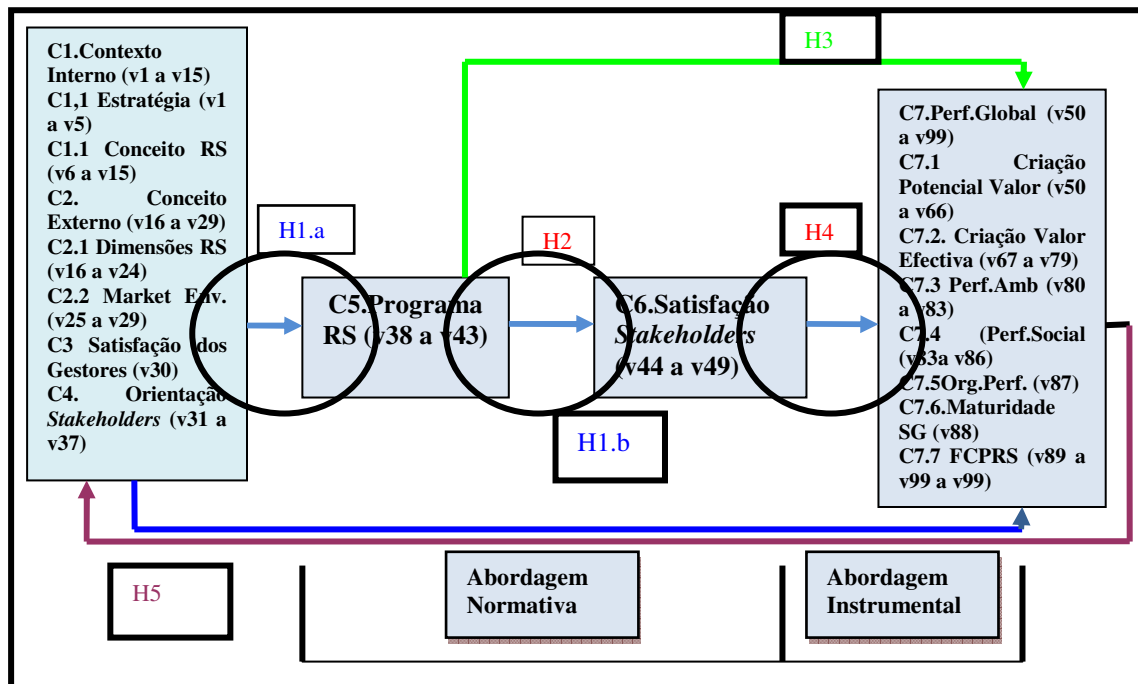 H3
C1.Contexto
Interno (v1 a v15)
C1,1 Estratégia (v1
a v5)
C1.1 Conceito RS
(v6 a v15)
C2. Conceito
Externo (v16 a v29)
C2.1 Dimensões RS
(v16 a v24)
C2.2 Market Env.
(v25 a v29)
C3 Satisfação dos
Gestores (v30)
C4. Orientação
Stakeholders (v31 a
v37)
H1.a
C5.Programa
RS (v38 a v43)
H2
C6.Satisfação
Stakeholders
(v44 a v49)
H1.b
H4
C7.Perf.Global (v50
a v99)
C7.1 Criação
Potencial Valor (v50
a v66)
C7.2. Criação Valor
Efectiva (v67 a v79)
C7.3 Perf.Amb (v80
a v83)
C7.4 (Perf.Social
(v83a v86)
C7.5Org.Perf. (v87)
C7.6.Maturidade
SG (v88)
C7.7 FCPRS (v89 a
v99 a v99)
H5
Abordagem
Normativa
Abordagem
Instrumental